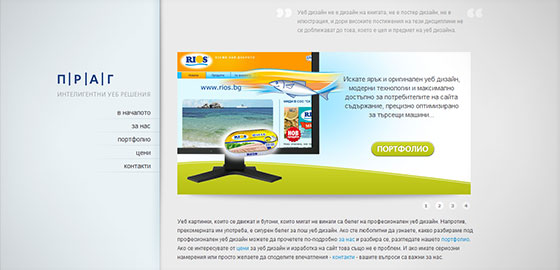 Уеб дизайн не е дизайн на книгата, не е постер дизайн, не е
илюстрация, и дори високите постижения на тези дисциплини не
се доближават до това, което е цел и предмет на уеб дизайна.
П|Р|А|Г
ИНТЕЛИГЕНТНИ УЕБ РЕШЕНИЯ
в началото
за нас
портфолио
цени
контакти
RIOS
www.rios.bg
RIOS
Искате ярък и оригинален уеб дизайн,
модерни технологии и максимално
достъпно за потребителите на сайта
съдържание, прецизно оптимизирано
за търсещи машини...
ПОРТФОЛИО
1 2 3 4
Уеб картинки, които се движат и бутони, които мигат не винаги са белег на професионален уеб дизайн. Напротив,
прекомерната им употреба, е сигурен белег за лош уеб дизайн. Ако сте любопитни да узнаете, какво разбираме под
професионален уеб дизайн можете да прочетете по-подробно за нас и разбира се, разгледате нашето портфолио.
Ако се интересувате от цени за уеб дизайн и изработка на сайт това също не е проблем. И ако имате сериозни
намерения или просто желаете да споделите впечатления - контакти - вашите въпроси са важни за нас.